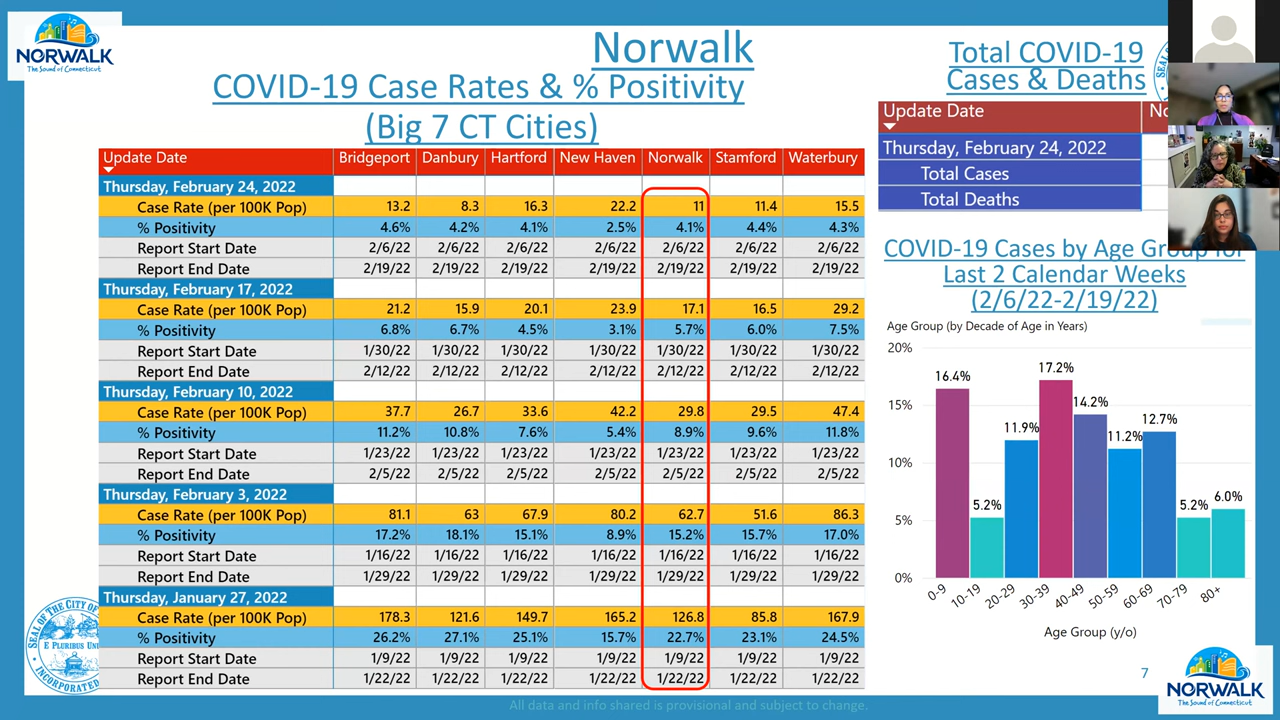 NORWALK
The Sound of Connecticut
Norwalk
COVID-19 Case Rates & % Positivity
(Big 7 CT Cities)
Update Date Bridgeport Danbury Hartford New Haven Norwalk Stamford Waterbury
Thursday, February 24, 2022
Case Rate (per 100K Pop) 13.2 8.3 16.3 22.2 11 11.4 15.5
% Positivity 4.6% 4.2% 4.1% 2.5% 4.1% 4.4% 4.3%
Report Start Date 2/6/22 2/6/22 2/6/22 2/6/22 2/6/22 2/6/22 2/6/22
Report End Date 2/19/22 2/19/22 2/19/22 2/19/22 2/19/22 2/19/22 2/19/22
Thursday, February 17, 2022
Case Rate (per 100K Pop) 21.2 15.9 20.1 23.9 17.1 16.5 29.2
% Positivity 6.8% 6.7% 4.5% 3.1% 5.7% 6.0% 7.5%
Report Start Date 1/30/22 1/30/22 1/30/22 1/30/22 1/30/22 1/30/22 1/30/22
Report End Date 2/12/22 2/12/22 2/12/22 2/12/22 2/12/22 2/12/22 2/12/22
Thursday, February 10, 2022
Case Rate (per 100K Pop) 37.7 26.7 33.6 42.2 29.8 29.5 47.4
% Positivity 11.2% 10.8% 7.6% 5.4% 8.9% 9.6% 11.8%
Report Start Date 1/23/22 1/23/22 1/23/22 1/23/22 1/23/22 1/23/22 1/23/22
Report End Date 2/5/22 2/5/22 2/5/22 2/5/22 2/5/22 2/5/22 2/5/22
Thursday, February 3, 2022
Case Rate (per 100K Pop) 81.1 63 67.9 80.2 62.7 51.6 86.3
% Positivity 17.2% 18.1% 15.1% 8.9% 15.2% 15.7% 17.0%
Report Start Date 1/16/22 1/16/22 1/16/22 1/16/22 1/16/22 1/16/22 1/16/22
Report End Date 1/29/22 1/29/22 1/29/22 1/29/22 1/29/22 1/29/22 1/29/22
Thursday, January 27, 2022
Case Rate (per 100K Pop) 178.3 121.6 149.7 165.2 126.8 85.8 167.9
% Positivity 26.2% 27.1% 25.1% 15.7% 22.7% 23.1% 24.5%
Report Start Date 1/9/22 1/9/22 1/9/22 1/9/22 1/9/22 1/9/22 1/9/22
Report End Date 1/22/22 1/22/22 1/22/22 1/22/22 1/22/22 1/22/22 1/22/22
Total COVID-19
Cases & Deaths
Update Date
Thursday, February 24, 2022
Total Cases
Total Deaths
COVID-19 Cases by Age Group for
Last 2 Calendar Weeks
(2/6/22-2/19/22)
Age Group (by Decade of Age in Years)
20%
15%
10%
5%
0%
16.4% 5.2% 11.9% 17.2% 14.2% 11.2% 12.7% 5.2% 6.0%
0-9 10-19 20-29 30-39 40-49 50-59 60-69 70-79 80+
Age Group (y/o)
SEAL OF THE CITY OF
E PLURIBUS
INCORPORATED
7
NORWALK
The Sound of Connecticut
All data and info shared is provisional and subject to change.